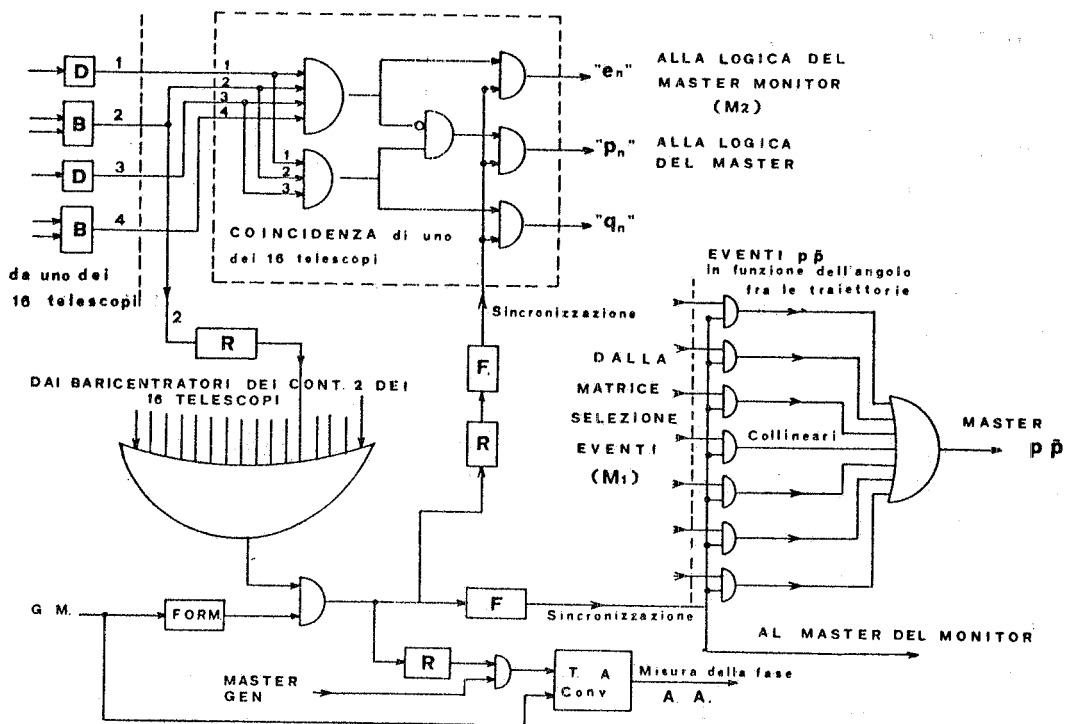 D 1
B 2
D 3
B 4
da uno dei
16 telescopi
1
2
3
4
1
2
3
COINCIDENZA di uno
dei 16 telescopi
"en"
ALLA LOGICA DEL
MASTER MONITOR
(M2)
"pn"
ALLA LOGICA
DEL MASTER
"qn"
2
R
DAI BARICENTRATORI DEI CONT. 2 DEI
16 TELESCOPI
Sincronizzazione
F.
R
EVENTI p p̄
in funzione dell'angolo
fra le traiettorie
DALLA
MATRICE
SELEZIONE
EVENTI
(M1)
Collineari
MASTER
p p̄
G M.
FORM.
F
Sincronizzazione
AL MASTER DEL MONITOR
R
MASTER
GEN
T. A
Conv
Misura della fase
A. A.